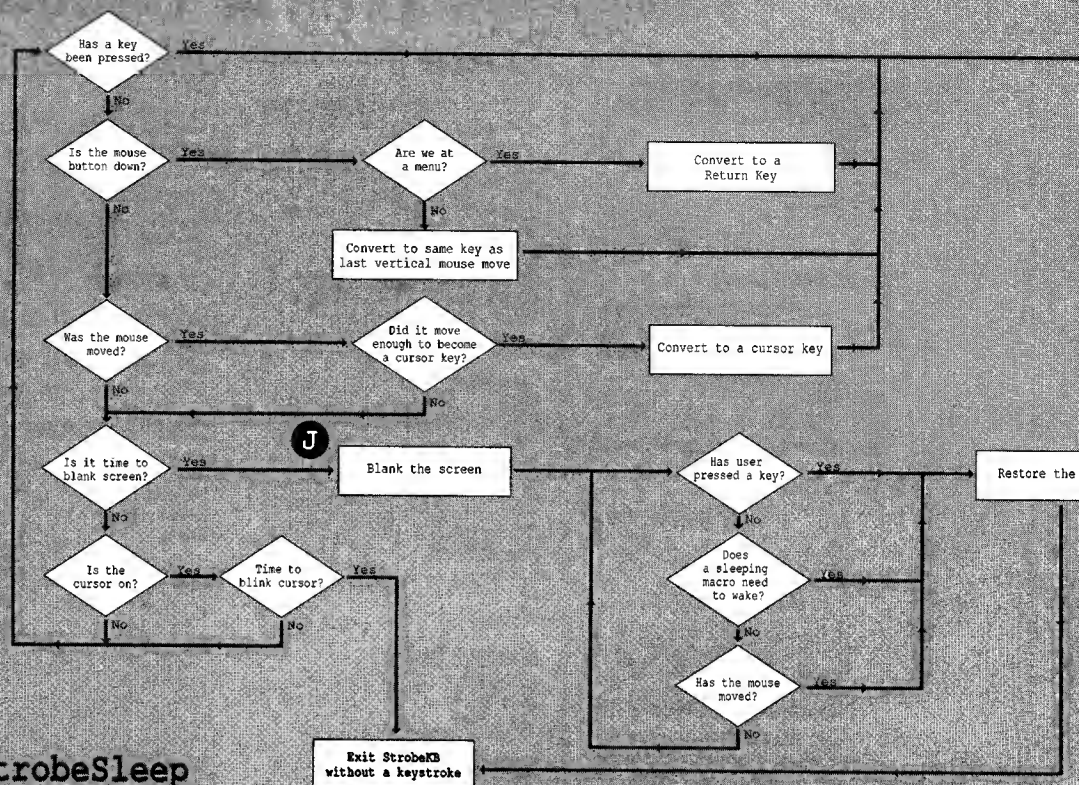 Has a key
been pressed?
Yes
No
Is the mouse
button down?
Yes
Are we at
a menu?
Yes
Convert to a
Return Key
No
No
Convert to same key as
last vertical mouse move
Was the mouse
moved?
Yes
Did it move
enough to become
a cursor key?
Yes
Convert to a cursor key
No
No
J
Is it time to
blank screen?
Yes
Blank the screen
Has user
pressed a key?
Yes
Restore the
No
No
Is the
cursor on?
Yes
Time to
blink cursor?
Yes
Does
a sleeping
macro need
to wake?
Yes
No
No
No
Has the mouse
moved?
Yes
No
Exit StrobeKB
without a keystroke
trobeSleep